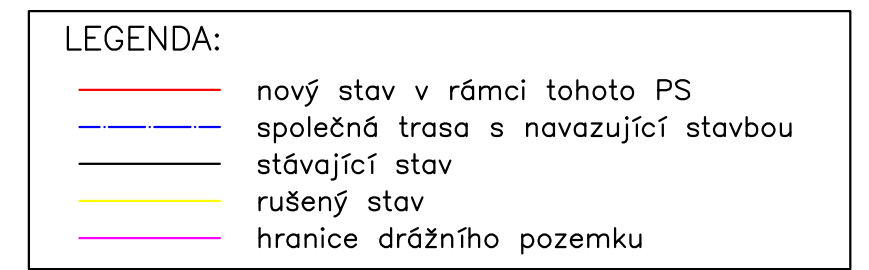 LEGENDA:
nový stav v rámci tohoto PS
společná trasa s navazující stavbou
stávající stav
rušený stav
hranice drážního pozemku